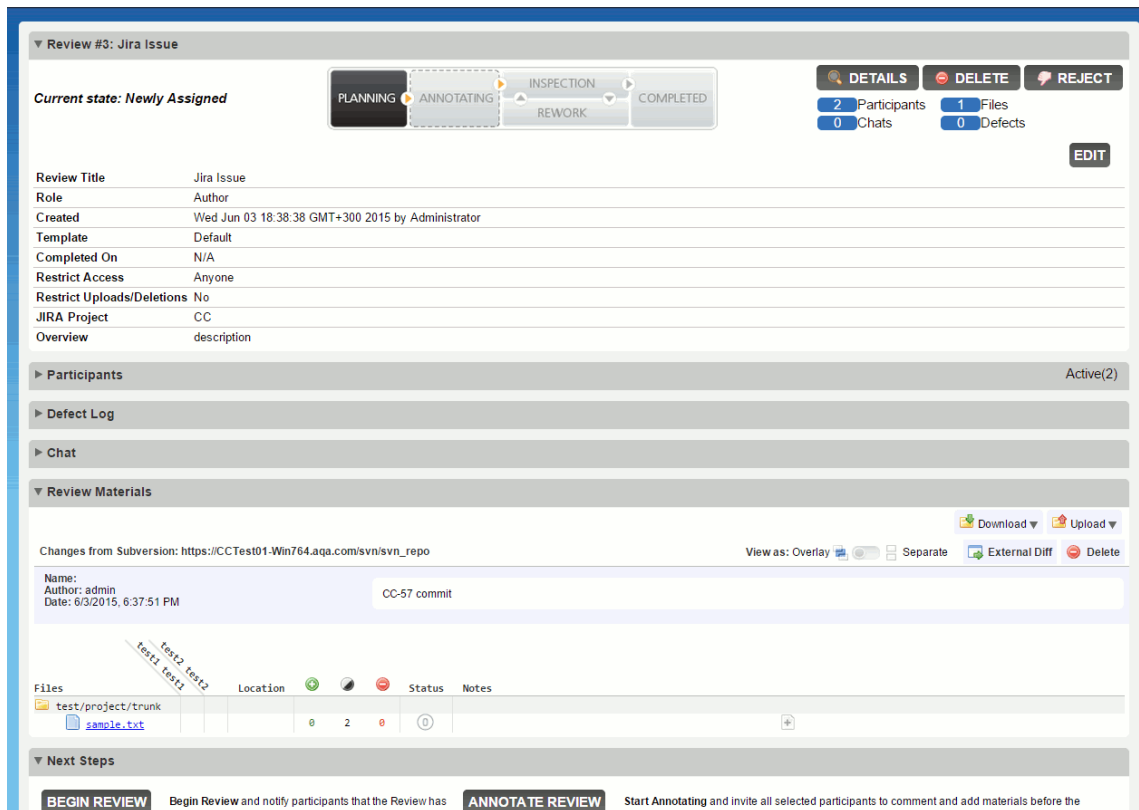 Review #3: Jira Issue
Current state: Newly Assigned
PLANNING
ANNOTATING
INSPECTION
REWORK
COMPLETED
DETAILS
DELETE
REJECT
2 Participants
1 Files
0 Chats
0 Defects
EDIT
Review Title Jira Issue
Role Author
Created Wed Jun 03 18:38:38 GMT+300 2015 by Administrator
Template Default
Completed On N/A
Restrict Access Anyone
Restrict Uploads/Deletions No
JIRA Project CC
Overview description
Participants Active(2)
Defect Log
Chat
Review Materials
Download Upload
Changes from Subversion: https://CCTest01-Win764.aqa.com/svn/svn_repo View as: Overlay Separate External Diff Delete
Name:
Author: admin
Date: 6/3/2015, 6:37:51 PM
CC-57 commit
test1 test1
test2 test2
Files Location Status Notes
test/project/trunk
sample.txt 0 2 0
Next Steps
BEGIN REVIEW Begin Review and notify participants that the Review has
ANNOTATE REVIEW Start Annotating and invite all selected participants to comment and add materials before the